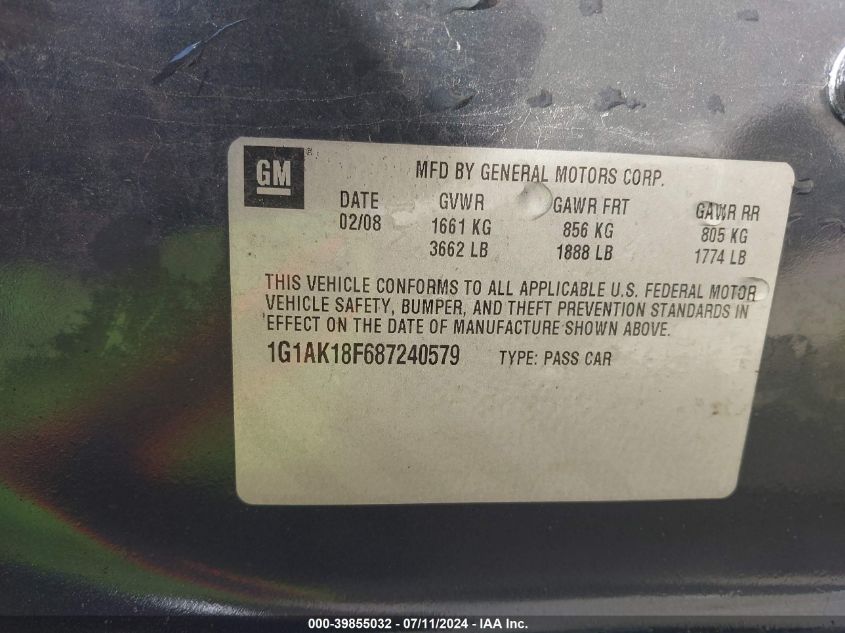 GM®
MFD BY GENERAL MOTORS CORP.
DATE GVWR GAWR FRT GAWR RR
02/08 1661 KG 856 KG 805 KG
3662 LB 1888 LB 1774 LB
THIS VEHICLE CONFORMS TO ALL APPLICABLE U.S. FEDERAL MOTOR
VEHICLE SAFETY, BUMPER, AND THEFT PREVENTION STANDARDS IN
EFFECT ON THE DATE OF MANUFACTURE SHOWN ABOVE.
1G1AK18F687240579 TYPE: PASS CAR
000-39855032 - 07/11/2024 - IAA Inc.